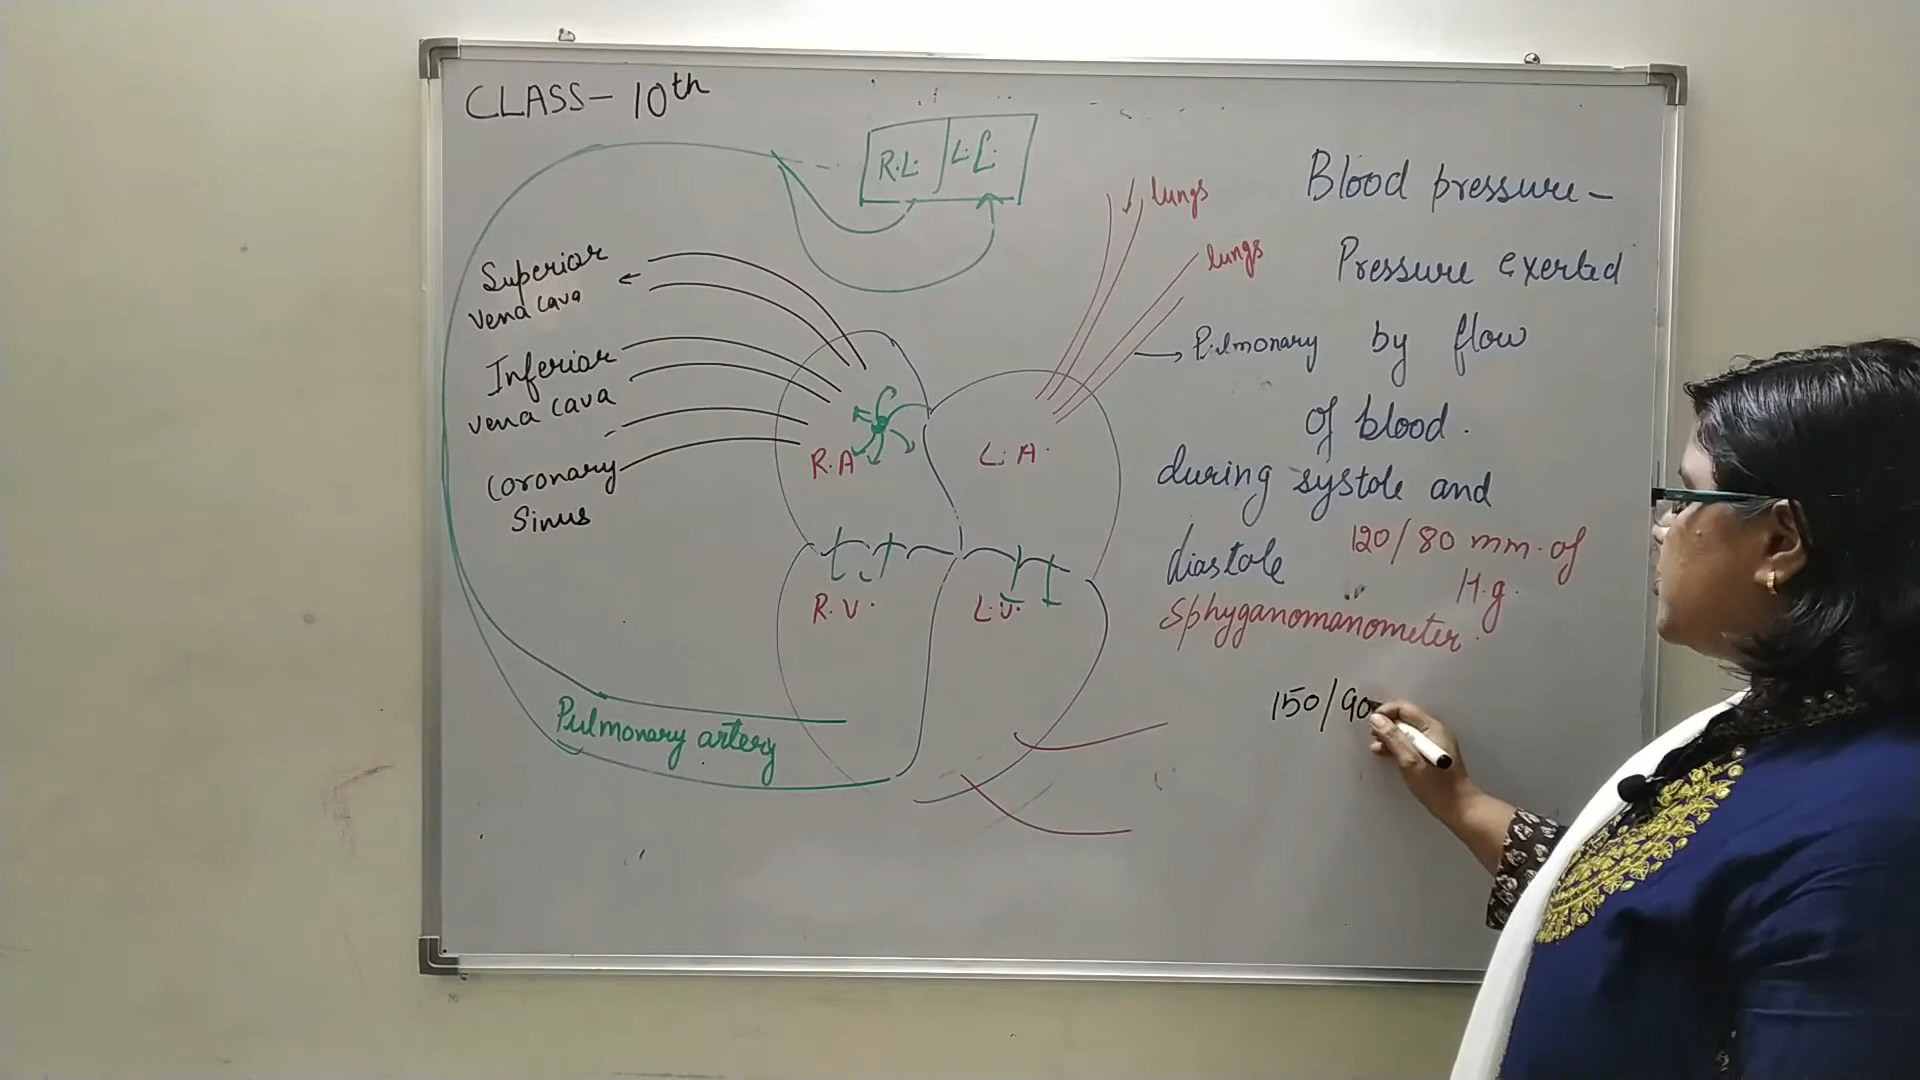 CLASS- 10th
R.L. L.L.
Superior
vena cava
Inferior
vena cava
Coronary
Sinus
lungs
lungs
Pulmonary
R.A
L.A.
R.V.
L.V.
Pulmonary artery
Blood pressure-
Pressure exerted
by flow
of blood.
during systole and
diastole
120/80 mm.of
H.g.
Sphyganomanometer.
150/90